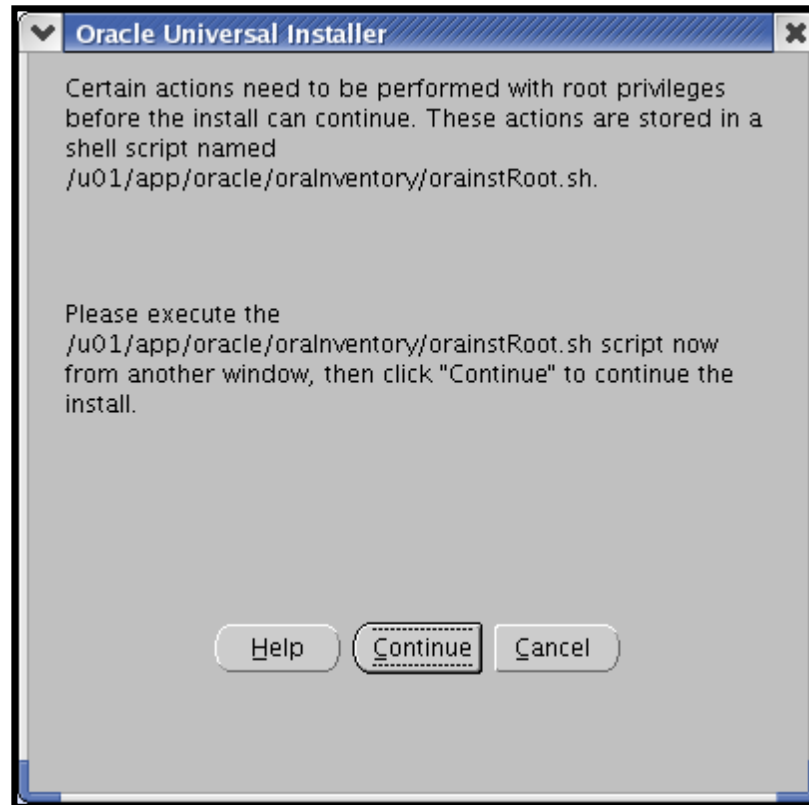 Oracle Universal Installer
Certain actions need to be performed with root privileges
before the install can continue. These actions are stored in a
shell script named
/u01/app/oracle/oraInventory/orainstRoot.sh.
Please execute the
/u01/app/oracle/oraInventory/orainstRoot.sh script now
from another window, then click "Continue" to continue the
install.
Help Continue Cancel